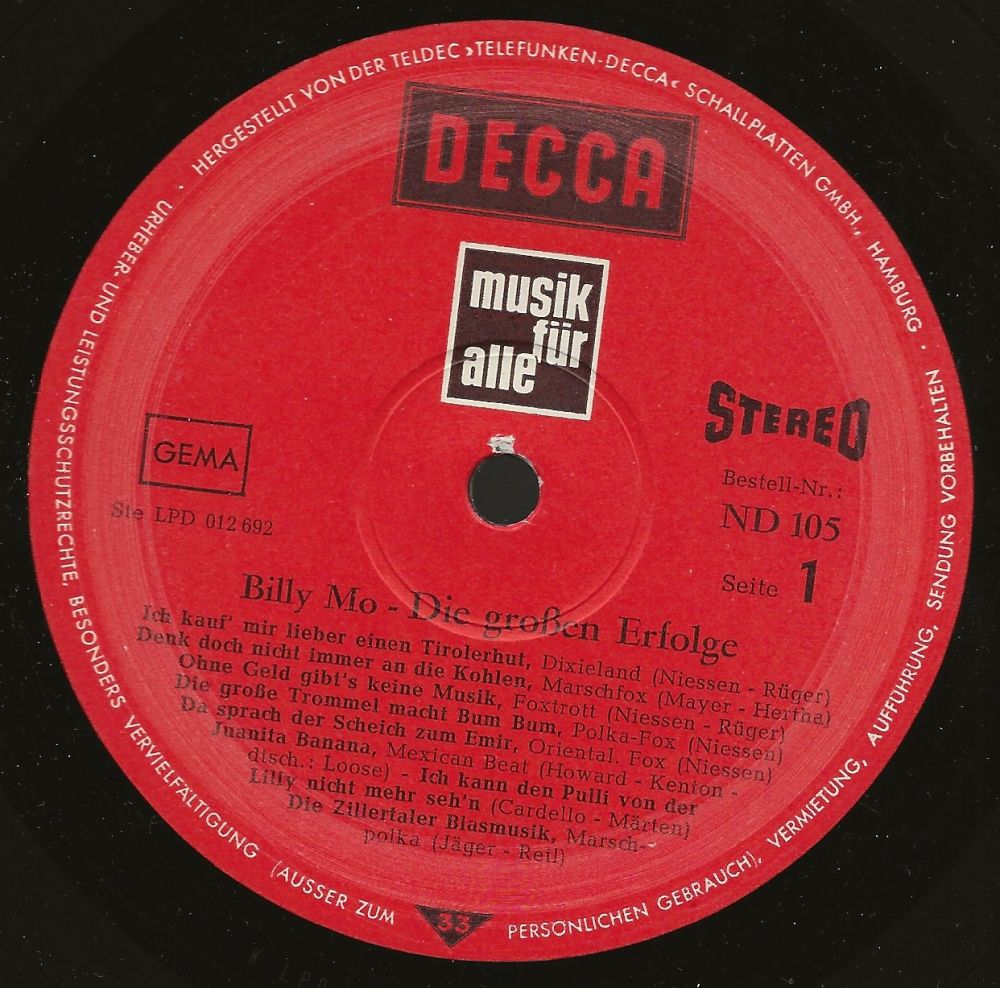 HERGESTELLT VON DER TELDEC »TELEFUNKEN-DECCA« SCHALLPLATTEN GMBH., HAMBURG ·
URHEBER- UND LEISTUNGSSCHUTZRECHTE, BESONDERS VERVIELFÄLTIGUNG (AUSSER ZUM PERSÖNLICHEN GEBRAUCH), VERMIETUNG, AUFFÜHRUNG, SENDUNG VORBEHALTEN ·
DECCA
musik
für
alle
STEREO
GEMA
Bestell-Nr.:
Ste LPD 012 692
ND 105
Seite 1
Billy Mo - Die großen Erfolge
Ich kauf' mir lieber einen Tirolerhut, Dixieland (Niessen - Rüger)
Denk doch nicht immer an die Kohlen, Marschfox (Mayer - Hertha)
Ohne Geld gibt's keine Musik, Foxtrott (Niessen - Rüger)
Die große Trommel macht Bum Bum, Polka-Fox (Niessen)
Da sprach der Scheich zum Emir, Oriental. Fox (Niessen)
Juanita Banana, Mexican Beat (Howard - Kenton -
dtsch.: Loose) - Ich kann den Pulli von der
Lilly nicht mehr seh'n (Cardello - Märten)
Die Zillertaler Blasmusik, Marsch-
polka (Jäger - Reil)
33